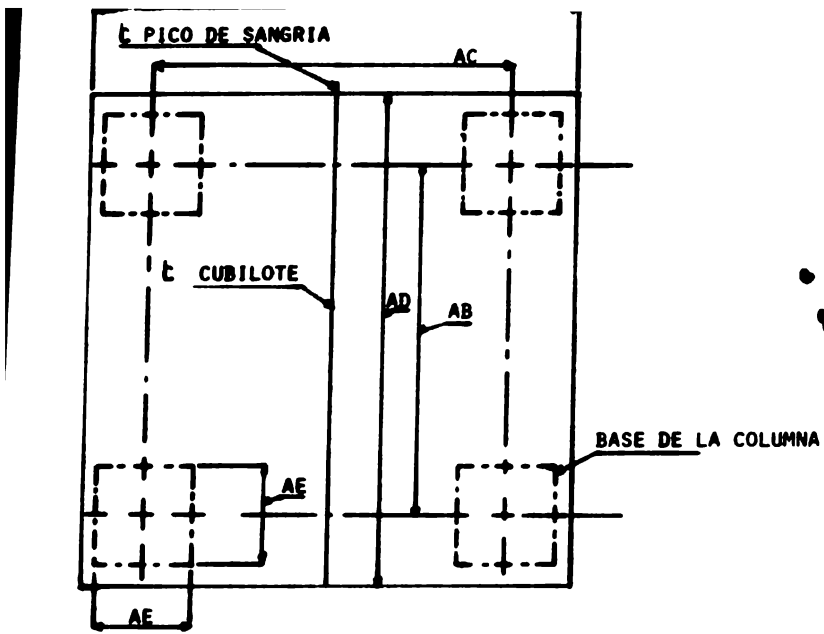 ℄ PICO DE SANGRIA
AC
℄ CUBILOTE
AD
AB
BASE DE LA COLUMNA
AE
AE